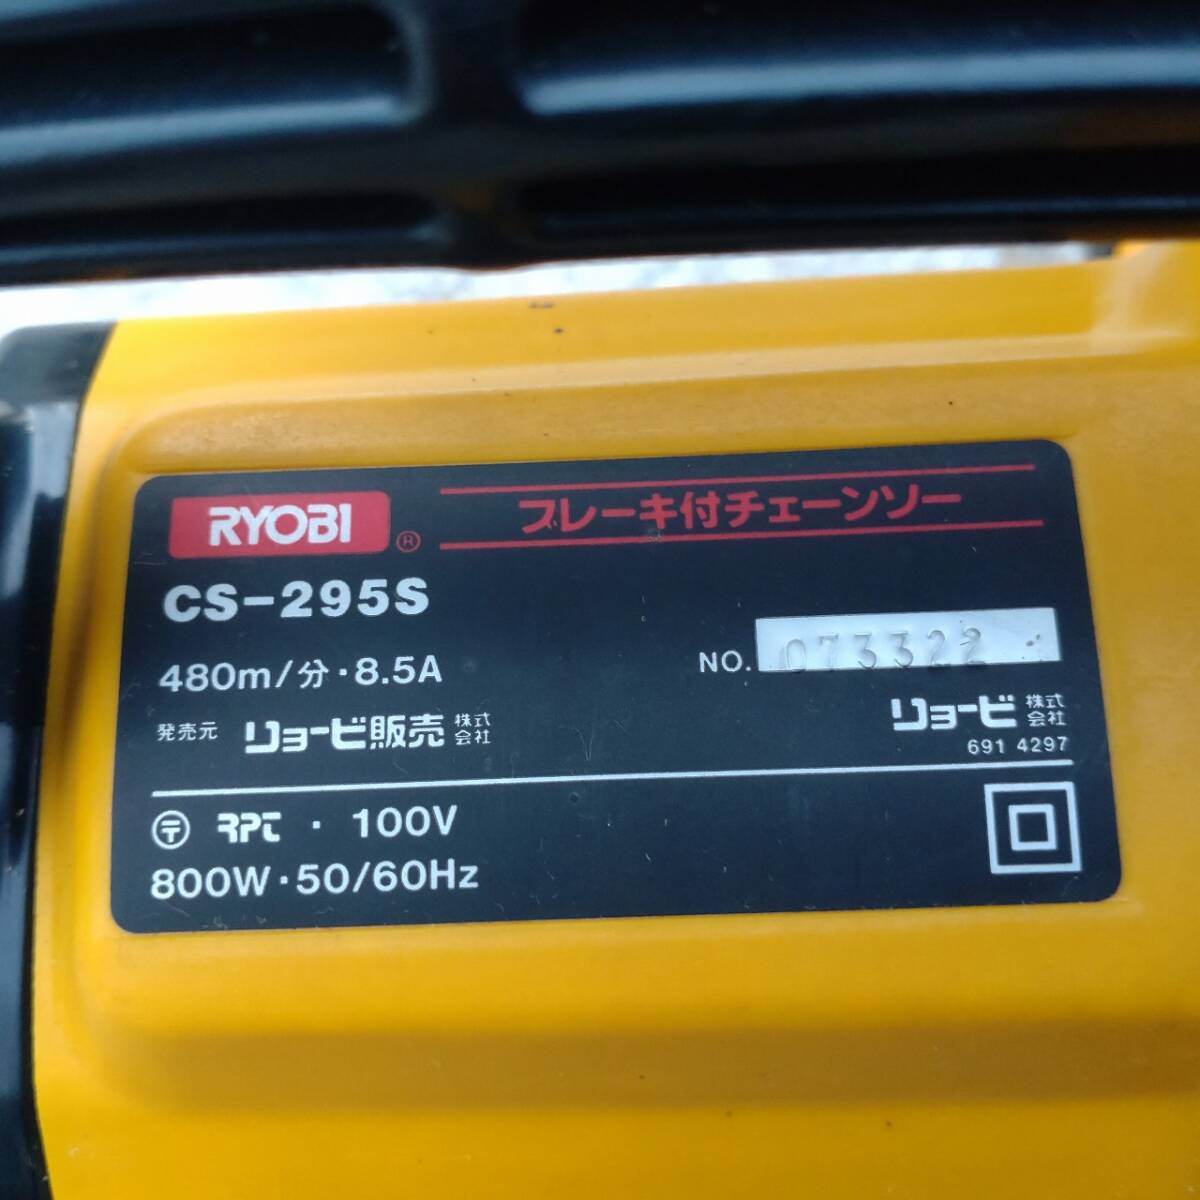 RYOBI ® ブレーキ付チェーンソー
CS-295S
NO. 073322
480m/分・8.5A
発売元 リョービ販売株式会社
リョービ株式会社
691 4297
〒 RPC ・ 100V
800W・50/60Hz